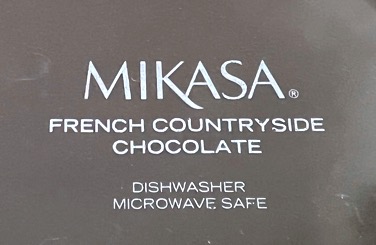 MIKASA®
FRENCH COUNTRYSIDE
CHOCOLATE
DISHWASHER
MICROWAVE SAFE